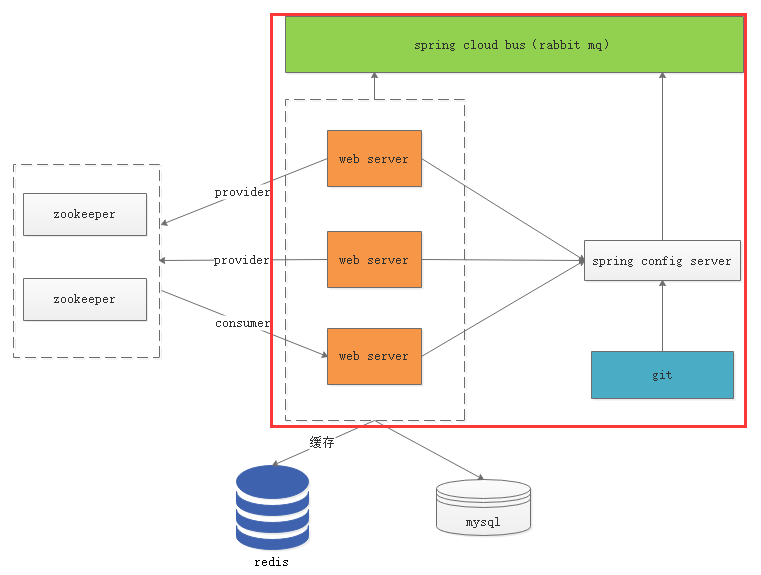 spring cloud bus（rabbit mq）
web server
provider
zookeeper
web server
provider
spring config server
zookeeper
consumer
web server
git
缓存
mysql
redis